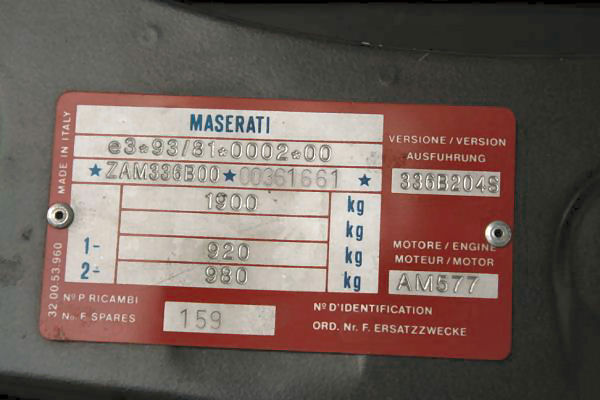 MADE IN ITALY
32.00.53.960
MASERATI
e3*93/81*0002*00
★ZAM336B00★00361661★
1900 kg
kg
1- 920 kg
2- 980 kg
VERSIONE / VERSION
AUSFUHRUNG
336B204S
MOTORE / ENGINE
MOTEUR / MOTOR
AM577
Nº P RICAMBI
No. F. SPARES
159
Nº D'IDENTIFICATION
ORD. Nr. F. ERSATZZWECKE